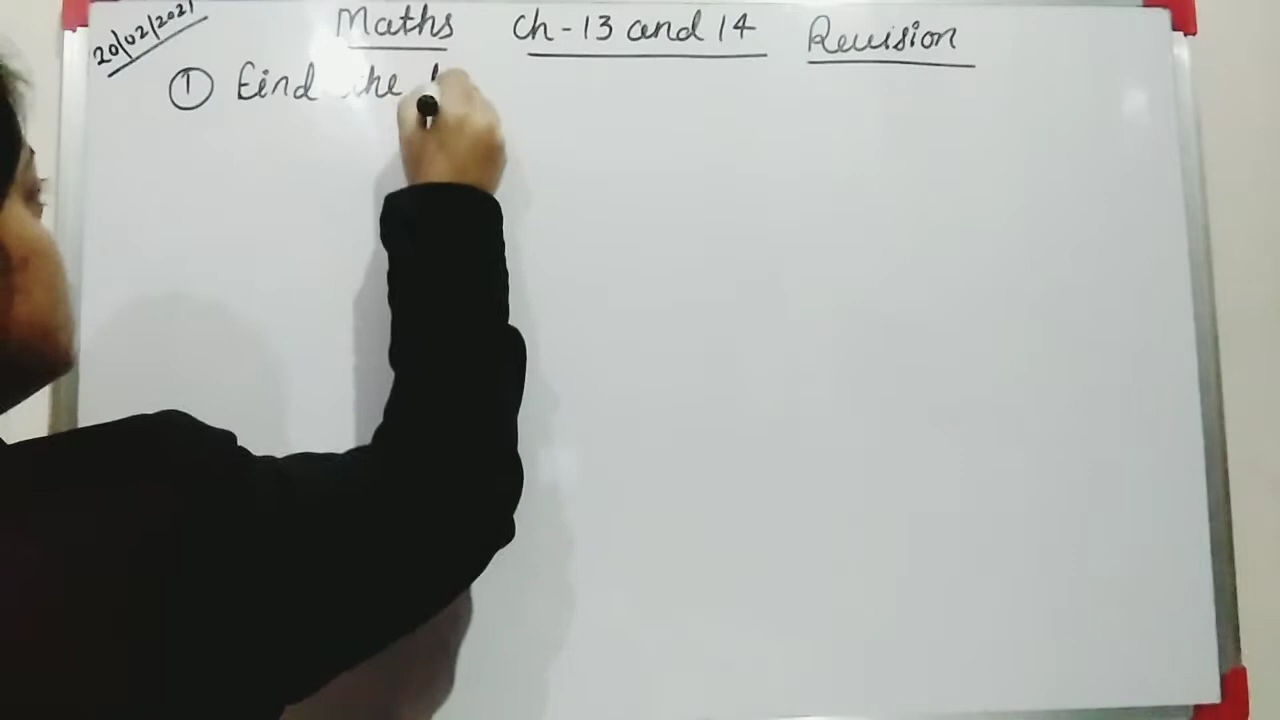 20/02/2021
Maths Ch-13 and 14 Revision
① Find the